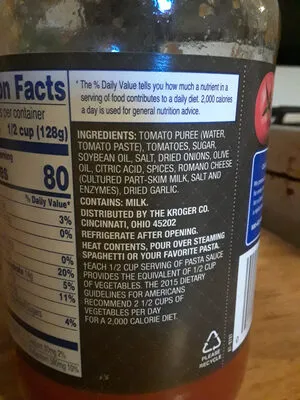 on Facts
s per container
1/2 cup (128g)
80
% Daily Value*
3%
0%
0%
20%
5%
11%
4%
* The % Daily Value tells you how much a nutrient in a
serving of food contributes to a daily diet. 2,000 calories
a day is used for general nutrition advice.
INGREDIENTS: TOMATO PUREE (WATER,
TOMATO PASTE), TOMATOES, SUGAR,
SOYBEAN OIL, SALT, DRIED ONIONS, OLIVE
OIL, CITRIC ACID, SPICES, ROMANO CHEESE
(CULTURED PART-SKIM MILK, SALT AND
ENZYMES), DRIED GARLIC.
CONTAINS: MILK.
DISTRIBUTED BY THE KROGER CO.
CINCINNATI, OHIO 45202
REFRIGERATE AFTER OPENING.
HEAT CONTENTS, POUR OVER STEAMING
SPAGHETTI OR YOUR FAVORITE PASTA.
†EACH 1/2 CUP SERVING OF PASTA SAUCE
PROVIDES THE EQUIVALENT OF 1/2 CUP
OF VEGETABLES. THE 2015 DIETARY
GUIDELINES FOR AMERICANS
RECOMMEND 2 1/2 CUPS OF
VEGETABLES PER DAY
FOR A 2,000 CALORIE DIET.
PLEASE
RECYCLE